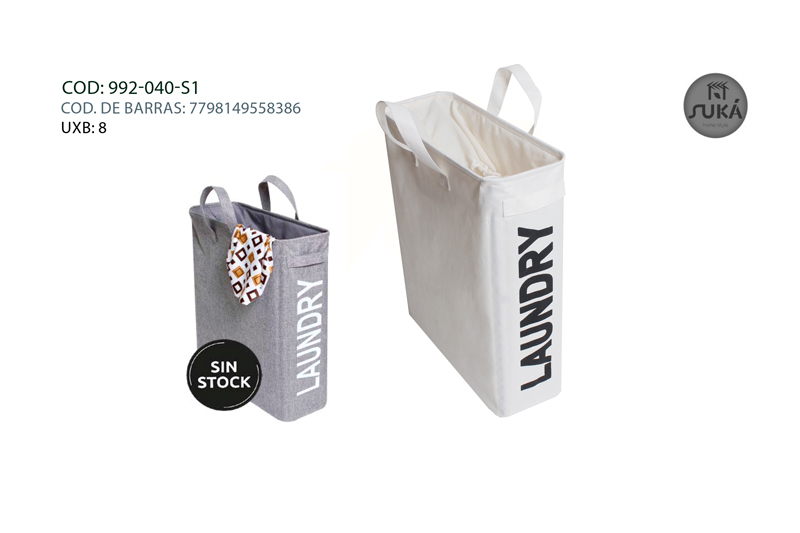 COD: 992-040-S1
COD. DE BARRAS: 7798149558386
UXB: 8
SUKÁ
LAUNDRY
SIN
STOCK
LAUNDRY